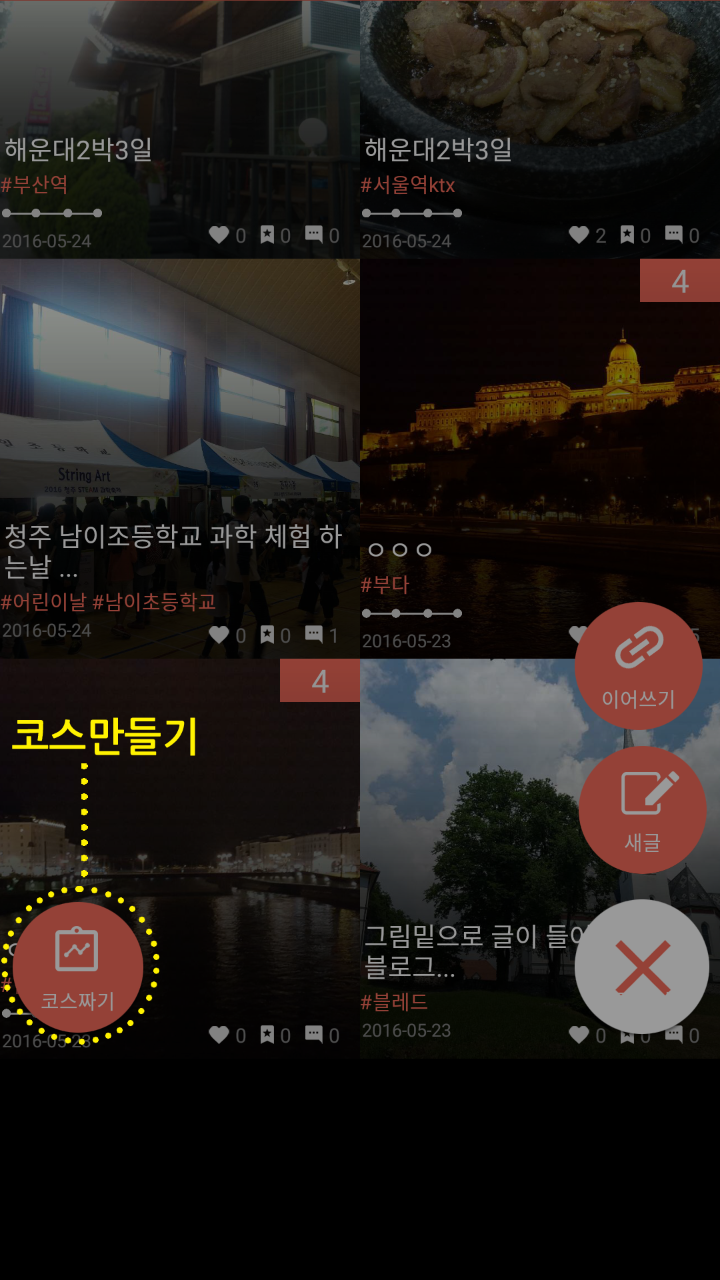 해운대2박3일
#부산역
2016-05-24
0 0 0
해운대2박3일
#서울역ktx
2016-05-24
2 0 0
String Art
청주 남이조등학교 과학 체험 하
는날 ...
#어린이날 #남이초등학교
2016-05-24
0 0 1
4
ㅇㅇㅇ
#부다
2016-05-23
5
이어쓰기
4
코스만들기
새글
코스짜기
2016-05-23
0 0 0
그림밑으로 글이 들어
블로그...
#블레드
2016-05-23
0 0 0